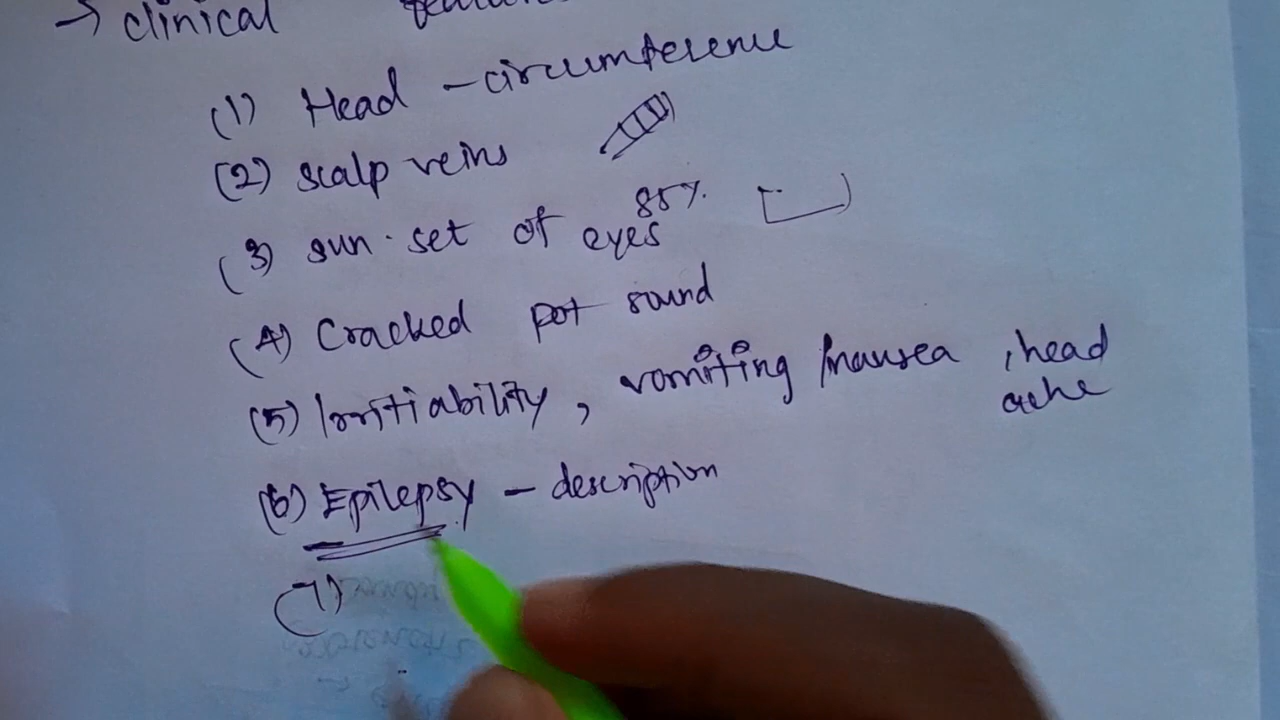 → clinical
(1) Head - circumference
(2) scalp veins
85%
(3) sun set of eyes
(4) Cracked pot sound
(5) Irritiability, vomiting /nausea , head
ache
(6) Epilepsy - description
(7)